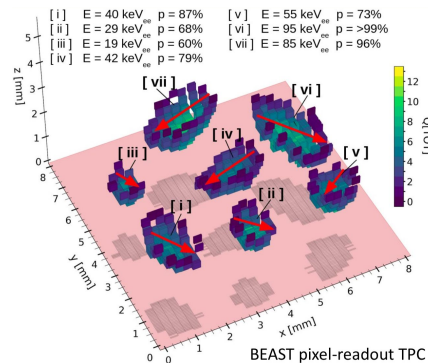 [ i ] E = 40 keVee p = 87%
[ ii ] E = 29 keVee p = 68%
[ iii ] E = 19 keVee p = 60%
[ iv ] E = 42 keVee p = 79%
[ v ] E = 55 keVee p = 73%
[ vi ] E = 95 keVee p = >99%
[ vii ] E = 85 keVee p = 96%
z [mm]
5
4
3
2
1
0
[ vii ]
[ vi ]
[ iii ]
[ iv ]
[ v ]
[ i ]
[ ii ]
12
10
8
6
4
2
0
y [mm]
8
7
6
5
4
3
2
1
0
x [mm]
0
1
2
3
4
5
6
7
8
BEAST pixel-readout TPC